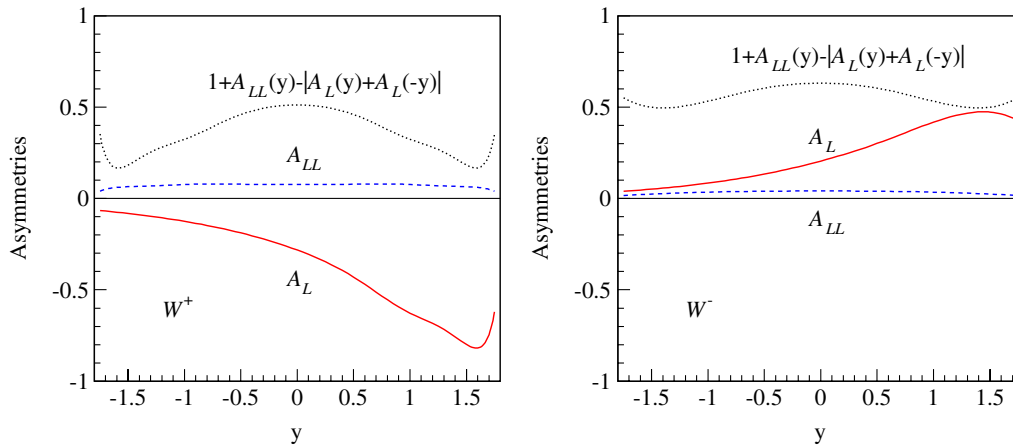 Asymmetries
1
0.5
0
-0.5
-1
1+A_LL(y)-|A_L(y)+A_L(-y)|
A_LL
A_L
W^+
-1.5 -1 -0.5 0 0.5 1 1.5
y
Asymmetries
1
0.5
0
-0.5
-1
1+A_LL(y)-|A_L(y)+A_L(-y)|
A_L
A_LL
W^-
-1.5 -1 -0.5 0 0.5 1 1.5
y